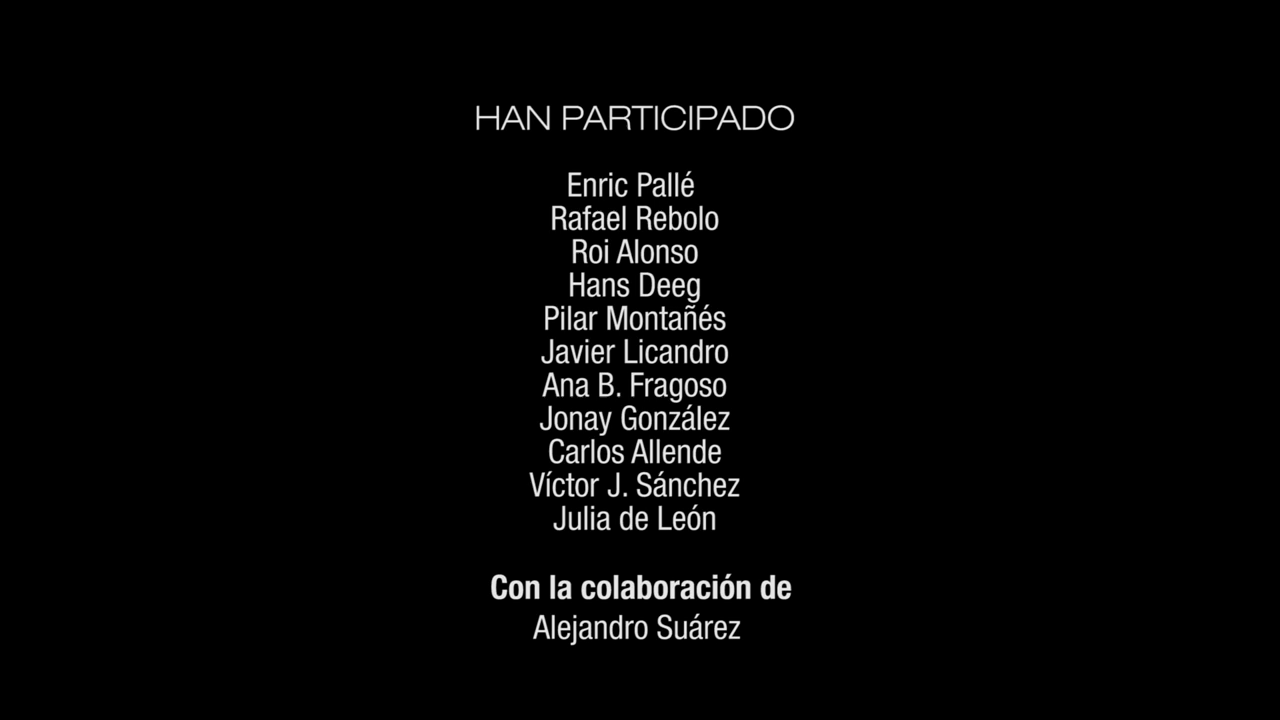 HAN PARTICIPADO
Enric Pallé
Rafael Rebolo
Roi Alonso
Hans Deeg
Pilar Montañés
Javier Licandro
Ana B. Fragoso
Jonay González
Carlos Allende
Víctor J. Sánchez
Julia de León
Con la colaboración de
Alejandro Suárez